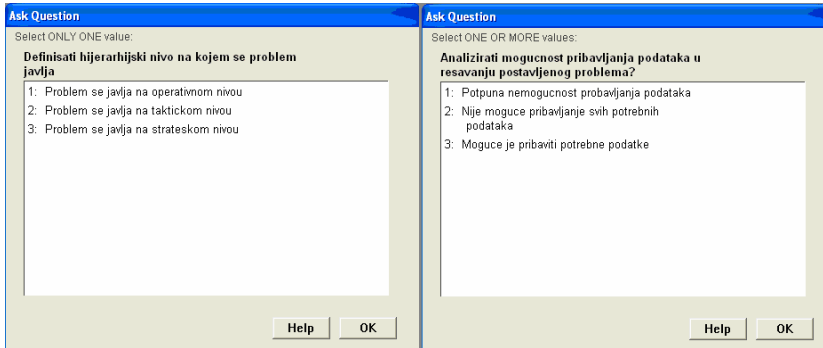 Ask Question
Select ONLY ONE value:
Definisati hijerarhijski nivo na kojem se problem
javlja
1: Problem se javlja na operativnom nivou
2: Problem se javlja na taktickom nivou
3: Problem se javlja na strateskom nivou
Help
OK
Ask Question
Select ONE OR MORE values:
Analizirati mogucnost pribavljanja podataka u
resavanju postavljenog problema?
1: Potpuna nemogucnost probavljanja podataka
2: Nije moguce pribavljanje svih potrebnih
podataka
3: Moguce je pribaviti potrebne podatke
Help
OK